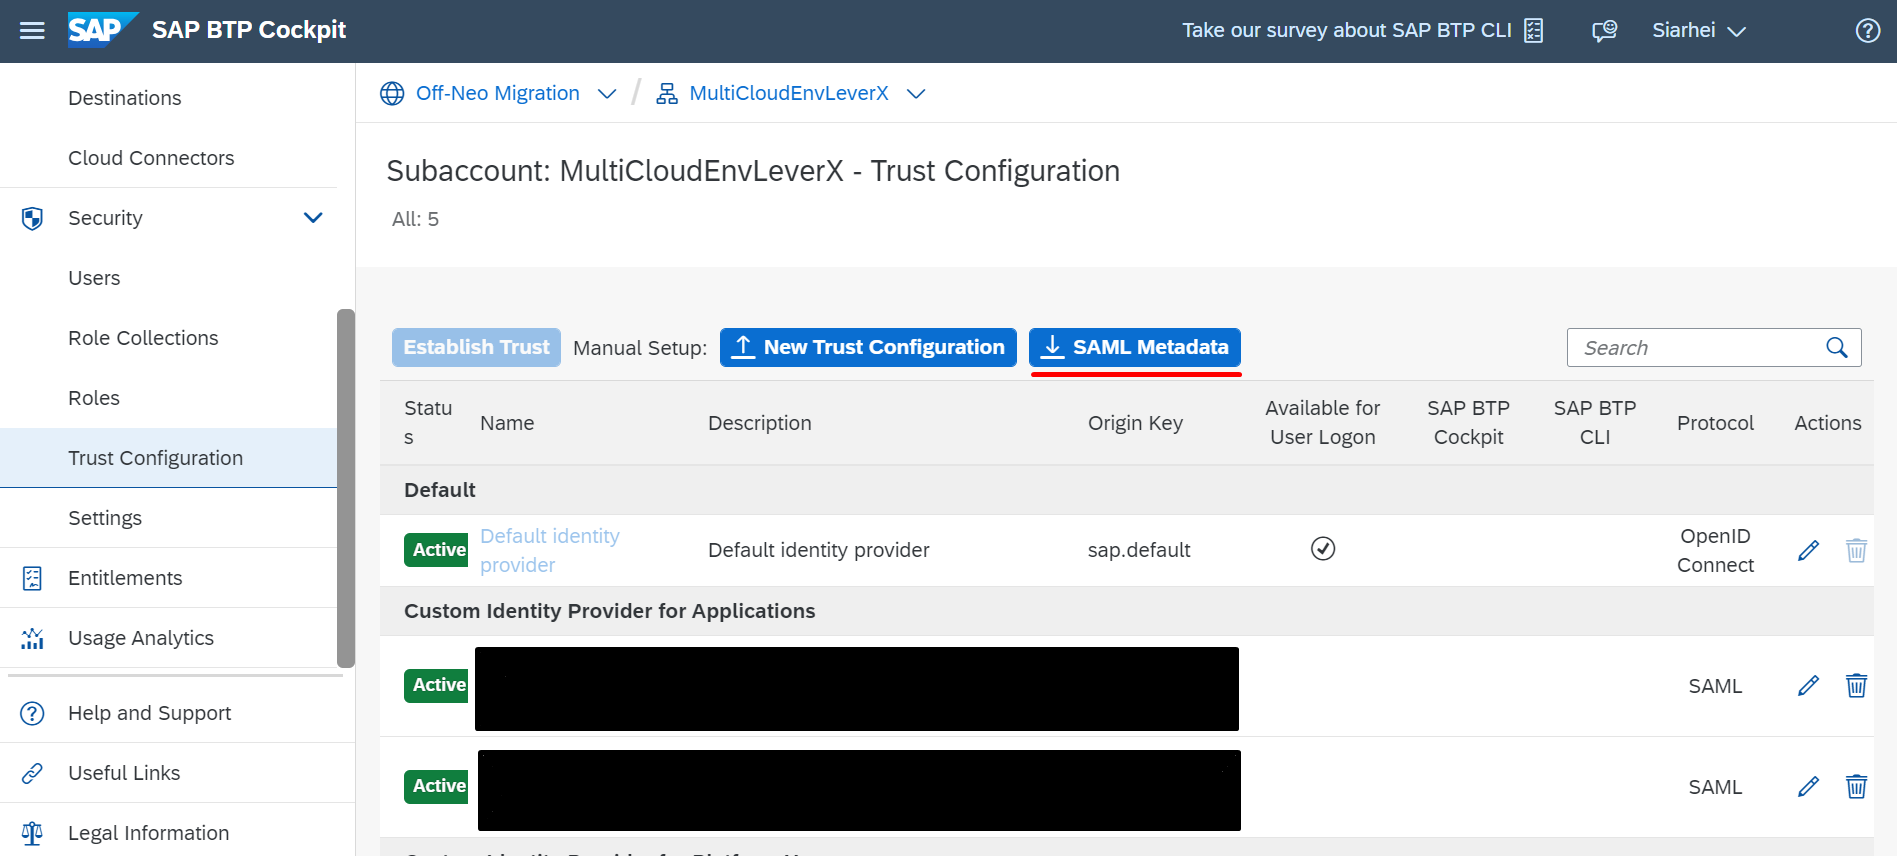 SAP SAP BTP Cockpit
Take our survey about SAP BTP CLI
Siarhei
Destinations
Cloud Connectors
Security
Users
Role Collections
Roles
Trust Configuration
Settings
Entitlements
Usage Analytics
Help and Support
Useful Links
Legal Information
Off-Neo Migration / MultiCloudEnvLeverX
Subaccount: MultiCloudEnvLeverX - Trust Configuration
All: 5
Establish Trust Manual Setup: New Trust Configuration SAML Metadata
Search
Statu
s
Name
Description
Origin Key
Available for
User Logon
SAP BTP
Cockpit
SAP BTP
CLI
Protocol
Actions
Default
Active
Default identity
provider
Default identity provider
sap.default
OpenID
Connect
Custom Identity Provider for Applications
Active
SAML
Active
SAML